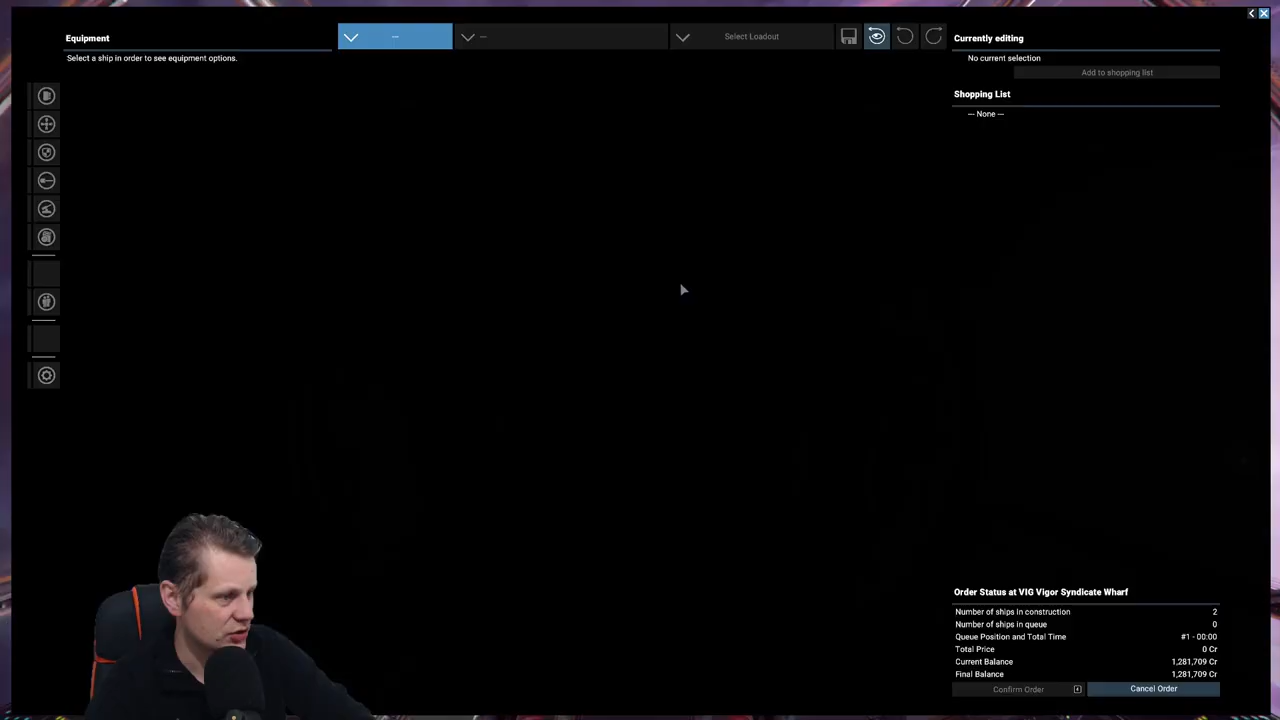 Equipment
Select a ship in order to see equipment options.
--
--
Select Loadout
Currently editing
No current selection
Add to shopping list
Shopping List
-- None --
Order Status at VIG Vigor Syndicate Wharf
Number of ships in construction 2
Number of ships in queue 0
Queue Position and Total Time #1 - 00:00
Total Price 0 Cr
Current Balance 1,281,709 Cr
Final Balance 1,281,709 Cr
Confirm Order
Cancel Order